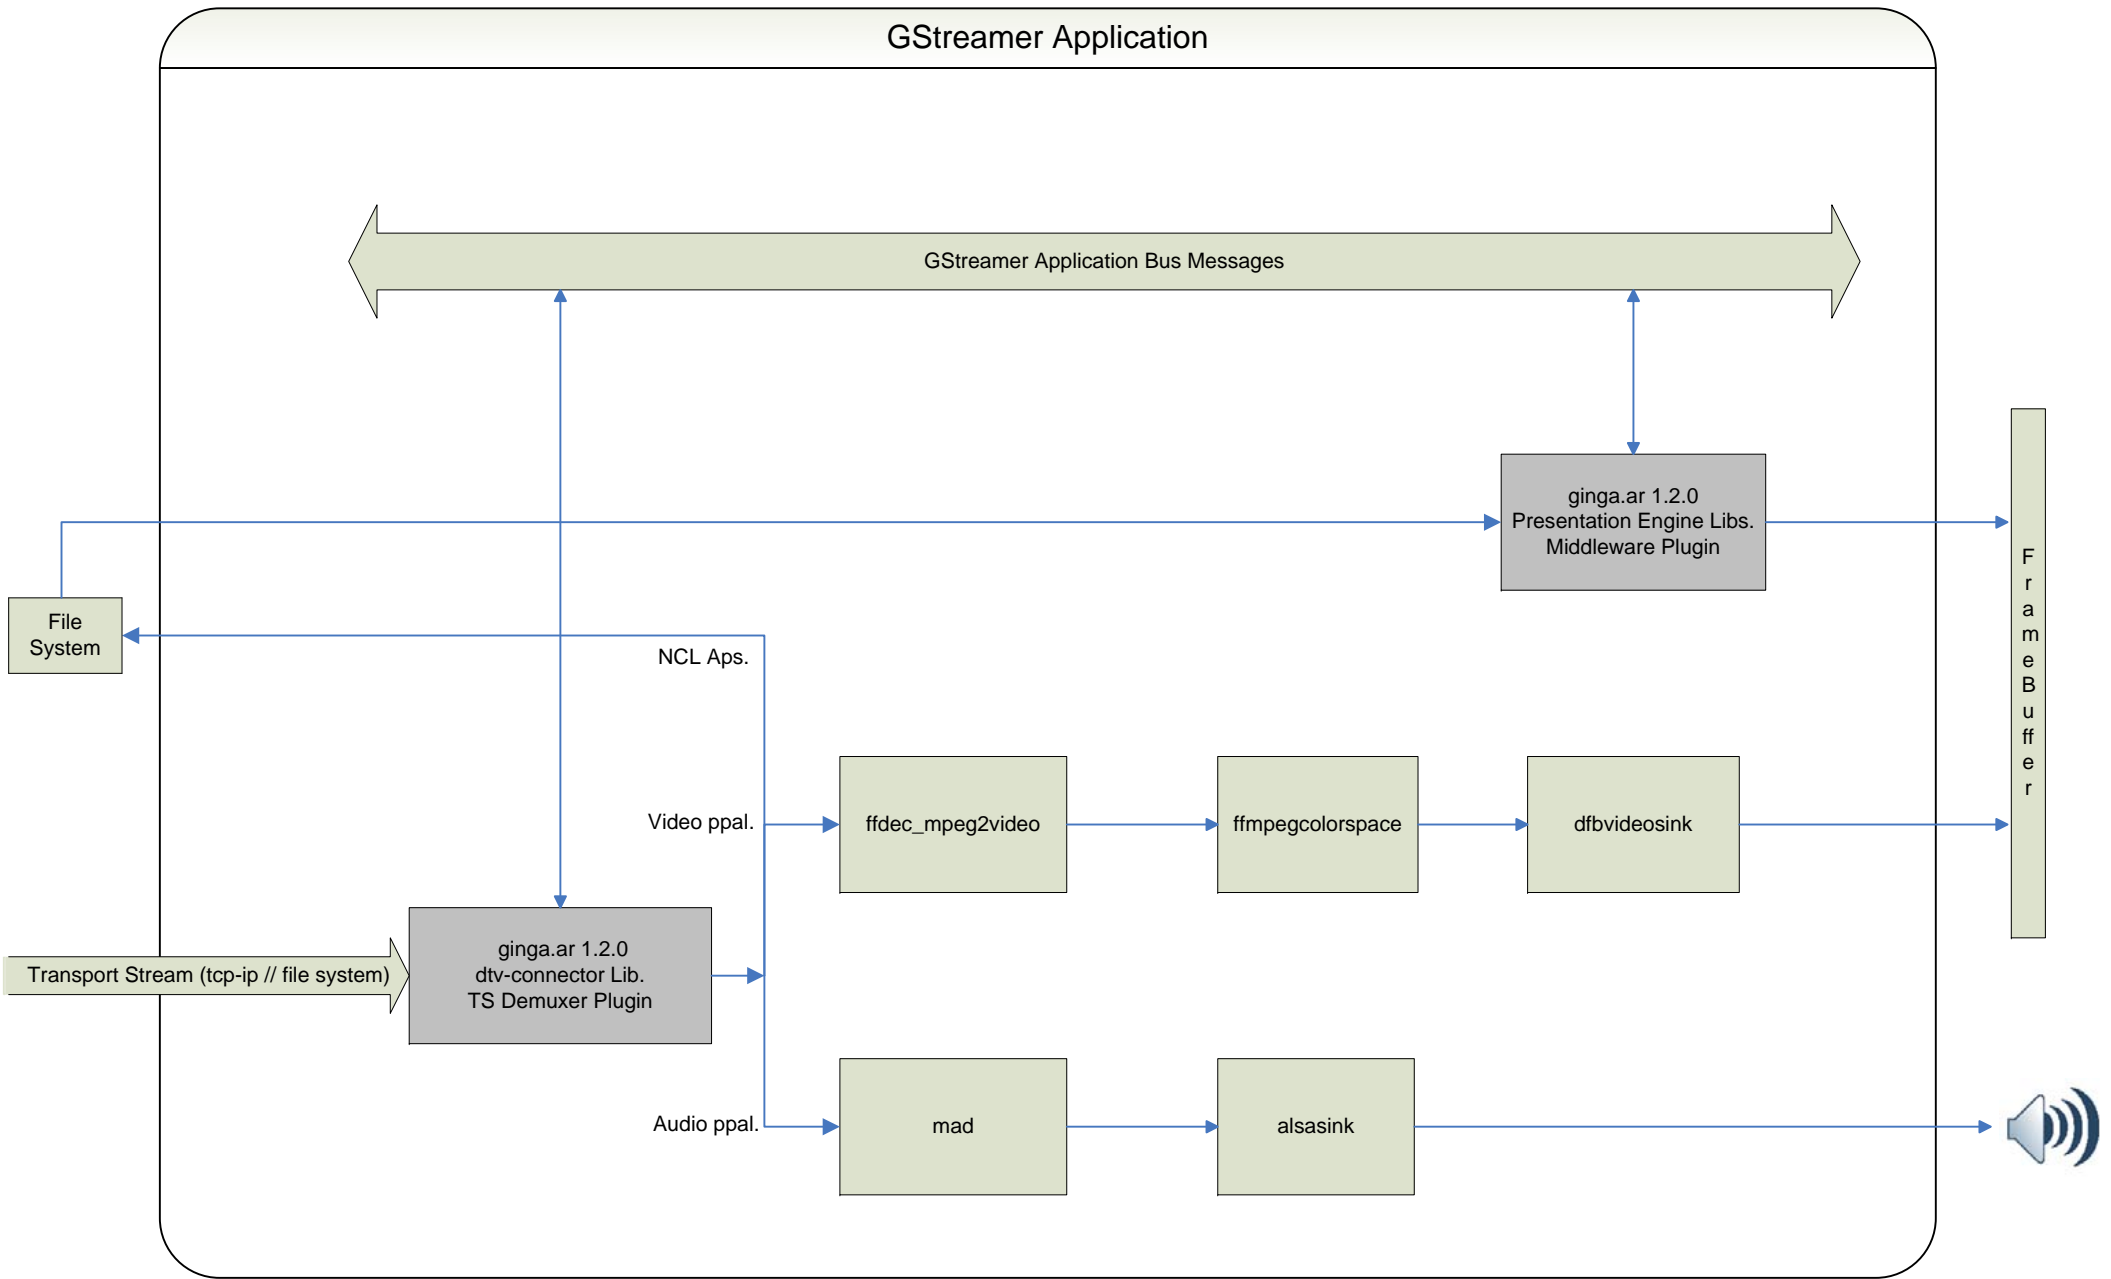 GStreamer Application
GStreamer Application Bus Messages
ginga.ar 1.2.0
Presentation Engine Libs.
Middleware Plugin
FrameBuffer
File
System
NCL Aps.
Video ppal.
ffdec_mpeg2video
ffmpegcolorspace
dfbvideosink
Transport Stream (tcp-ip // file system)
ginga.ar 1.2.0
dtv-connector Lib.
TS Demuxer Plugin
Audio ppal.
mad
alsasink